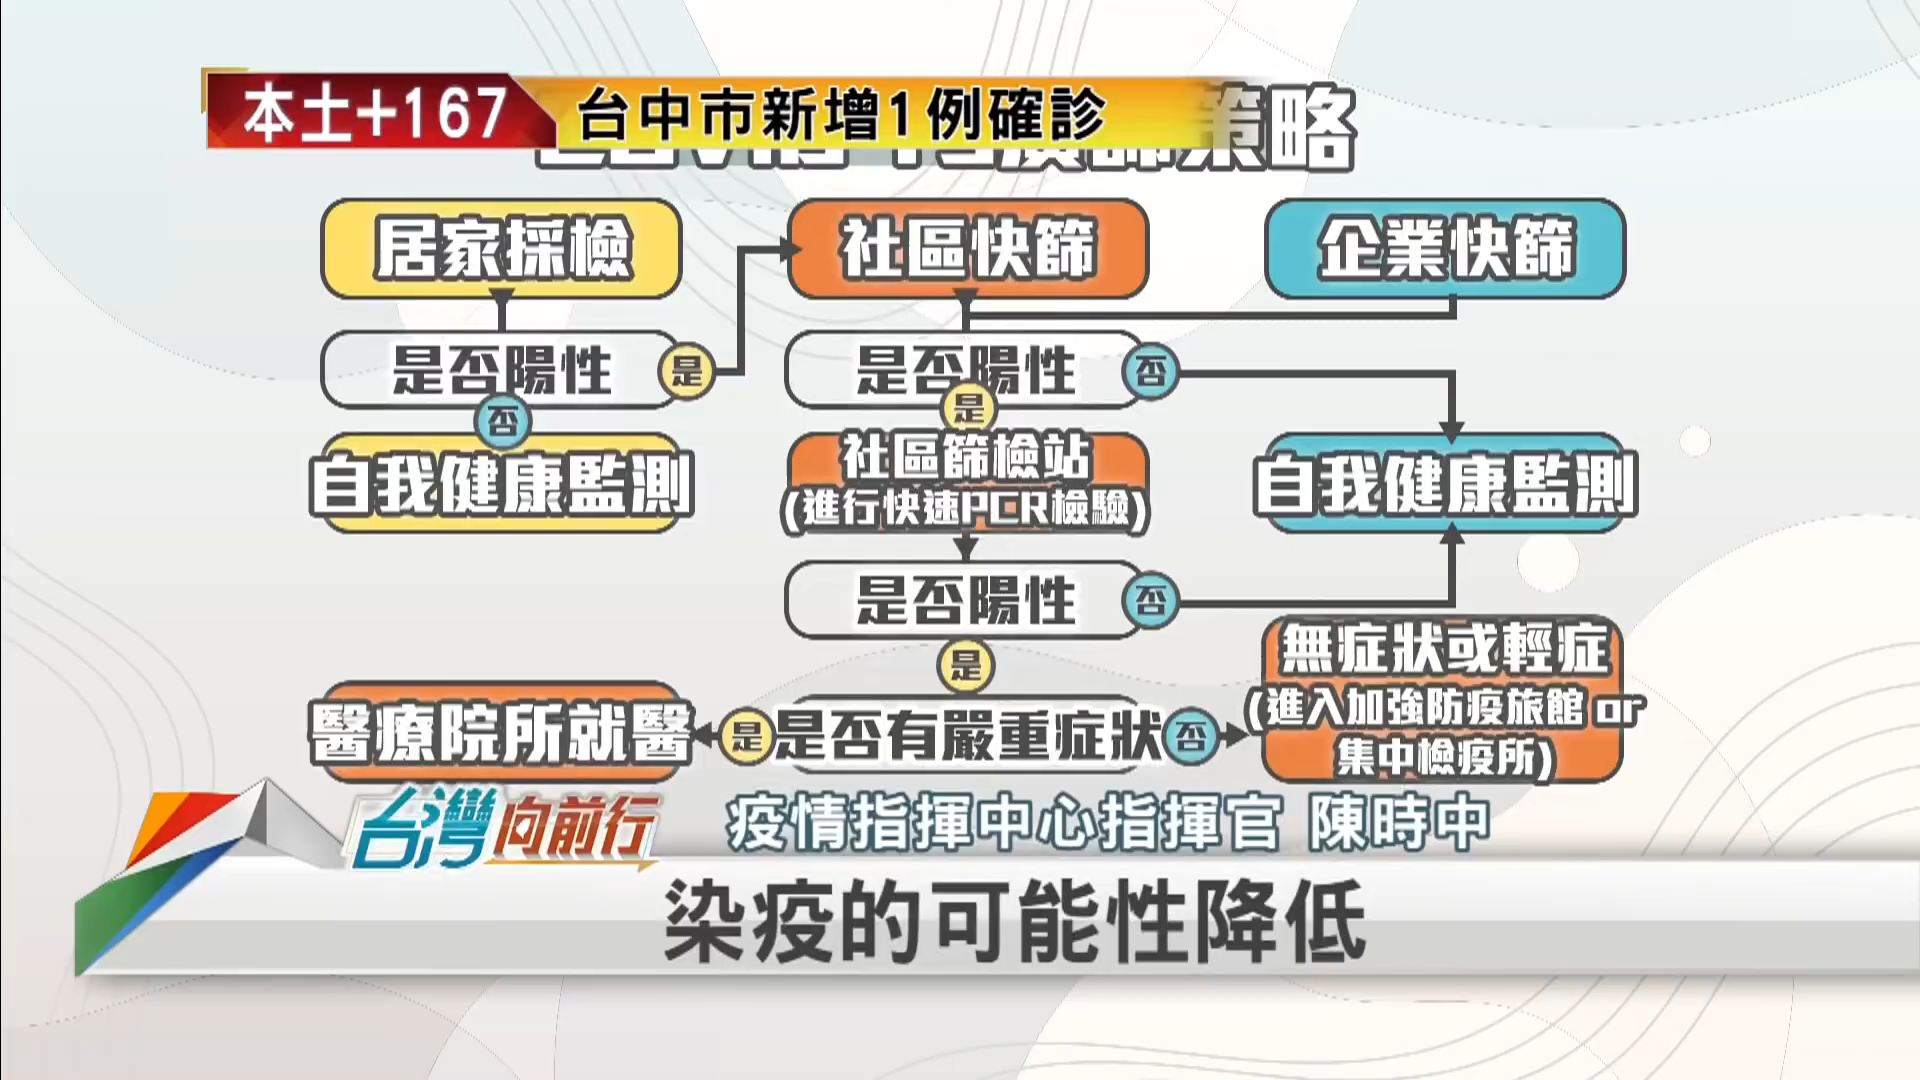 本土+167 台中市新增1例確診
策略
居家採檢 社區快篩 企業快篩
是否陽性 是 是否陽性 否
否 是
自我健康監測 社區篩檢站 自我健康監測
(進行快速PCR檢驗)
是否陽性 否
是
無症狀或輕症
(進入加強防疫旅館 or
集中檢疫所)
醫療院所就醫 是 是否有嚴重症狀 否
台灣向前行 疫情指揮中心指揮官 陳時中
染疫的可能性降低